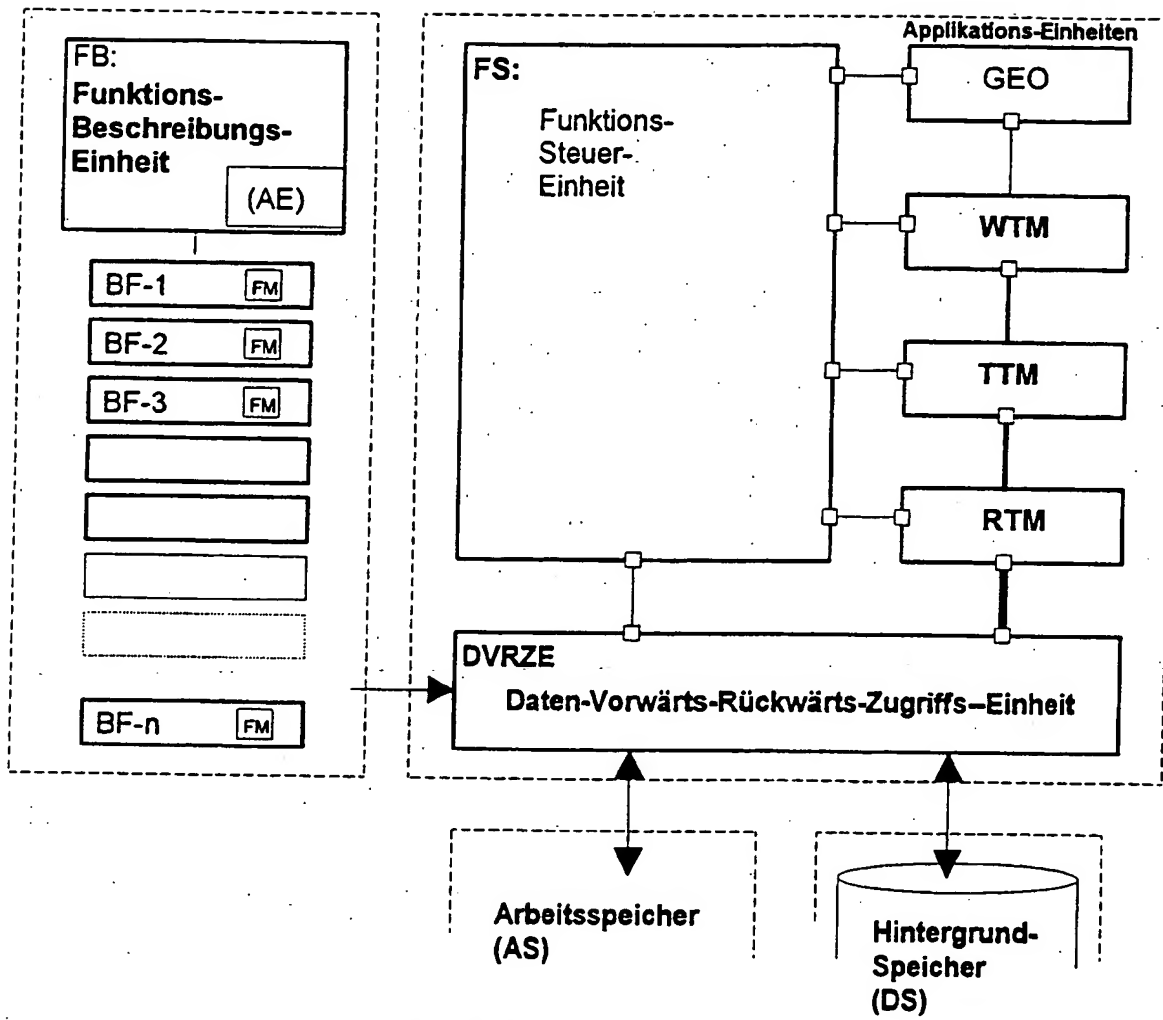 FB:
Funktions-
Beschreibungs-
Einheit
(AE)
BF-1 FM
BF-2 FM
BF-3 FM
BF-n FM
Applikations-Einheiten
FS:
Funktions-
Steuer-
Einheit
GEO
WTM
TTM
RTM
DVRZE
Daten-Vorwärts-Rückwärts-Zugriffs–Einheit
Arbeitsspeicher
(AS)
Hintergrund-
Speicher
(DS)